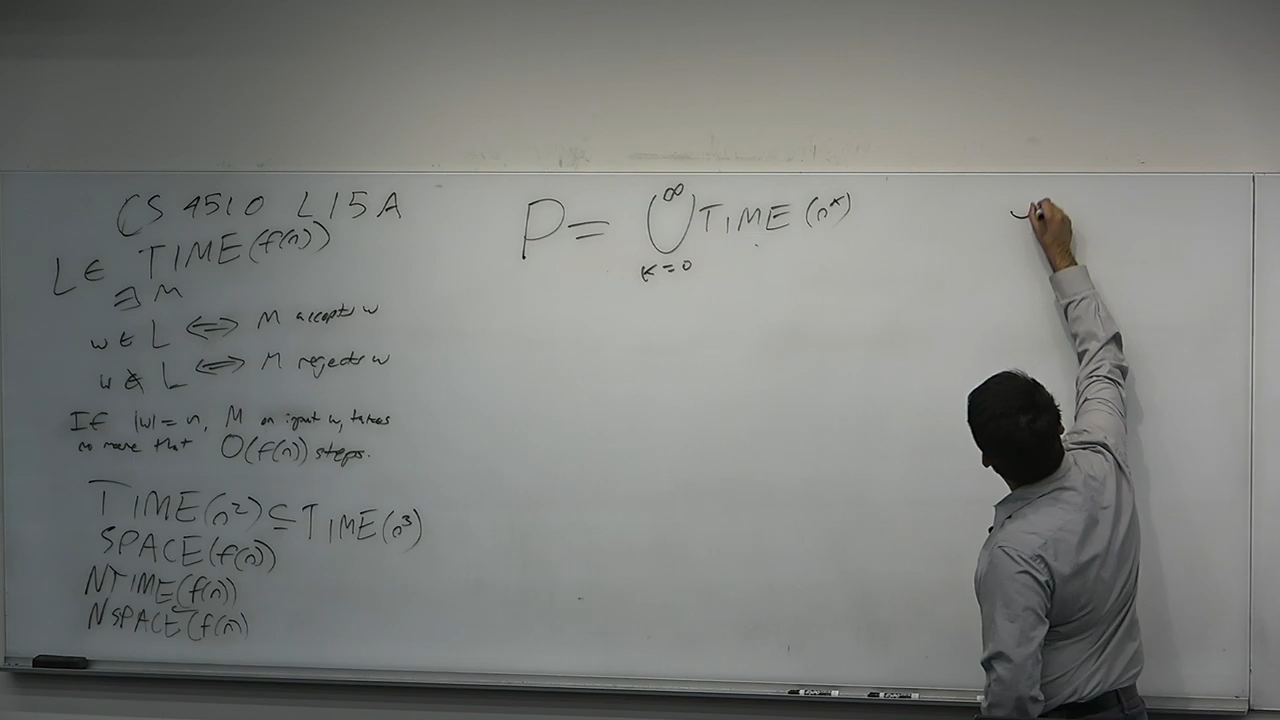 CS 4510 L15A
L ∈ TIME(f(n))
∃ M
w ∈ L ⟺ M accepts w
w ∉ L ⟺ M rejects w
If |w| = n, M on input w, takes
no more that O(f(n)) steps.
TIME(n²) ⊆ TIME(n³)
SPACE(f(n))
NTIME(f(n))
NSPACE(f(n)
P = ⋃ TIME(n^k)
∞
k=0